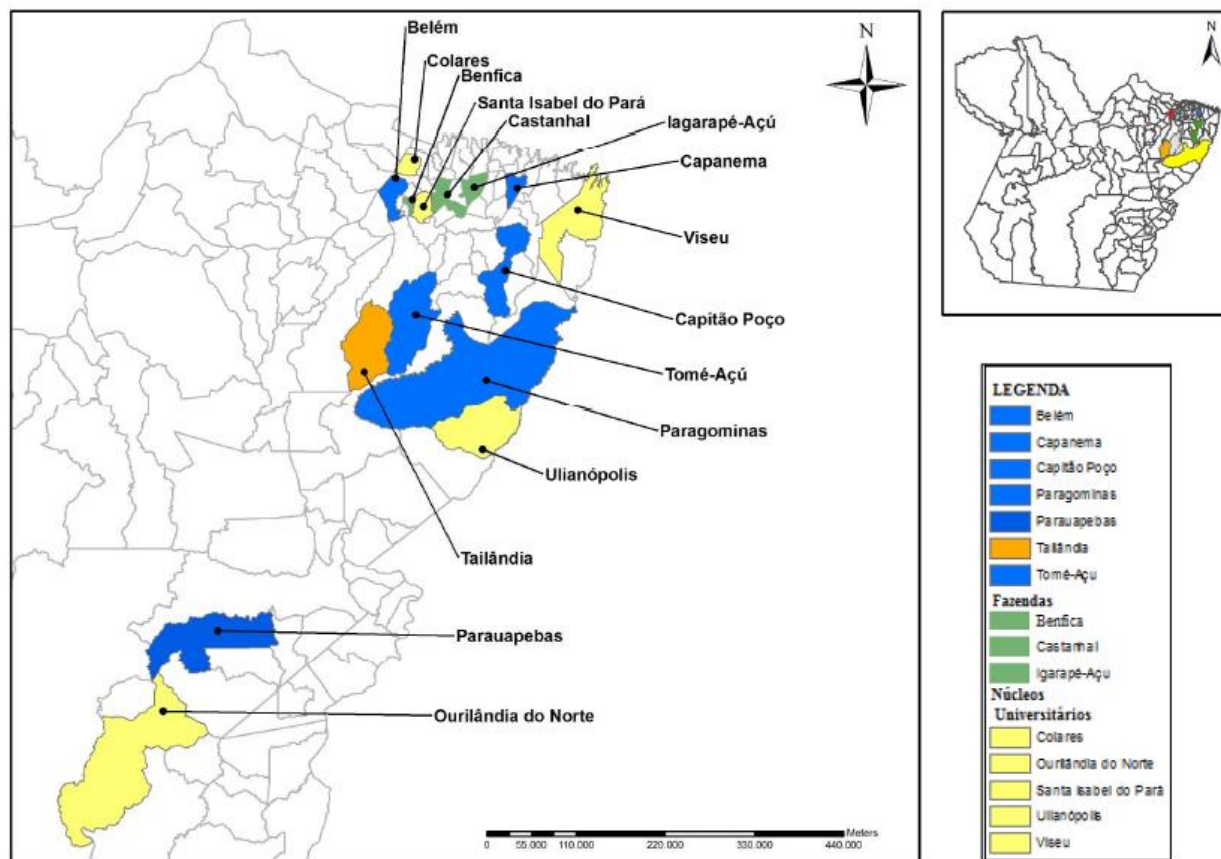 Belém
Colares
Benfica
Santa Isabel do Pará
Castanhal
Iagarapé-Açú
Capanema
Viseu
Capitão Poço
Tomé-Açú
Paragominas
Ulianópolis
Tailândia
Parauapebas
Ourilândia do Norte
N
Meters
0 55.000 110.000 220.000 330.000 440.000
N
LEGENDA
Belém
Capanema
Capitão Poço
Paragominas
Parauapebas
Tailândia
Tomé-Açu
Fazendas
Benfica
Castanhal
Igarapé-Açu
Núcleos
Universitários
Colares
Ourilândia do Norte
Santa Isabel do Pará
Ulianópolis
Viseu